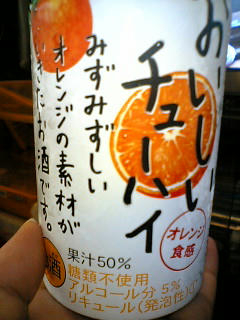 おいしい
チューハイ
みずみずしい
オレンジの素材が
いきたお酒です。
オレンジ
食感
果汁50%
糖類不使用
アルコール分 5%
リキュール(発泡性)①
酒